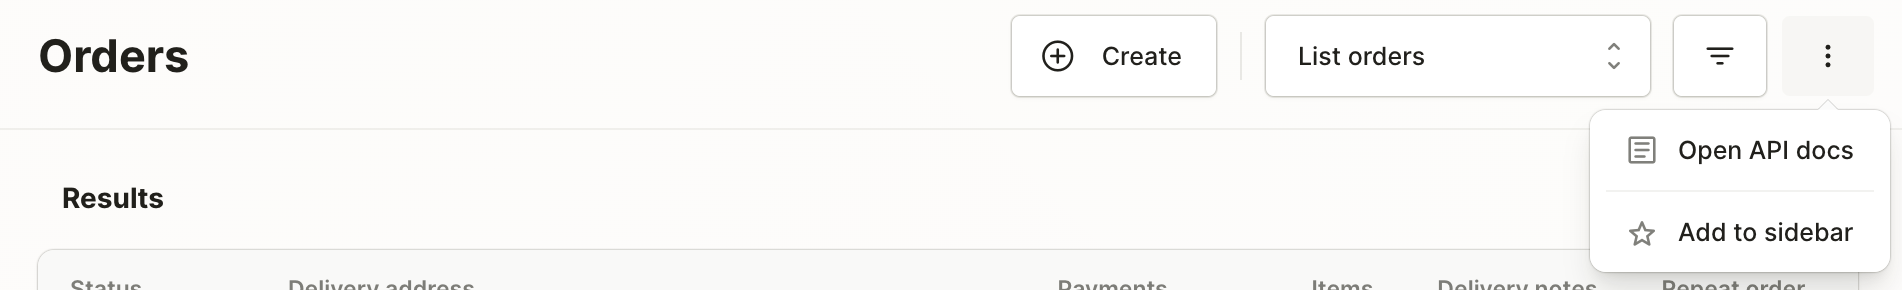 Orders
Create
List orders
Open API docs
Add to sidebar
Results
Status Delivery address Payments Items Delivery notes Repeat order